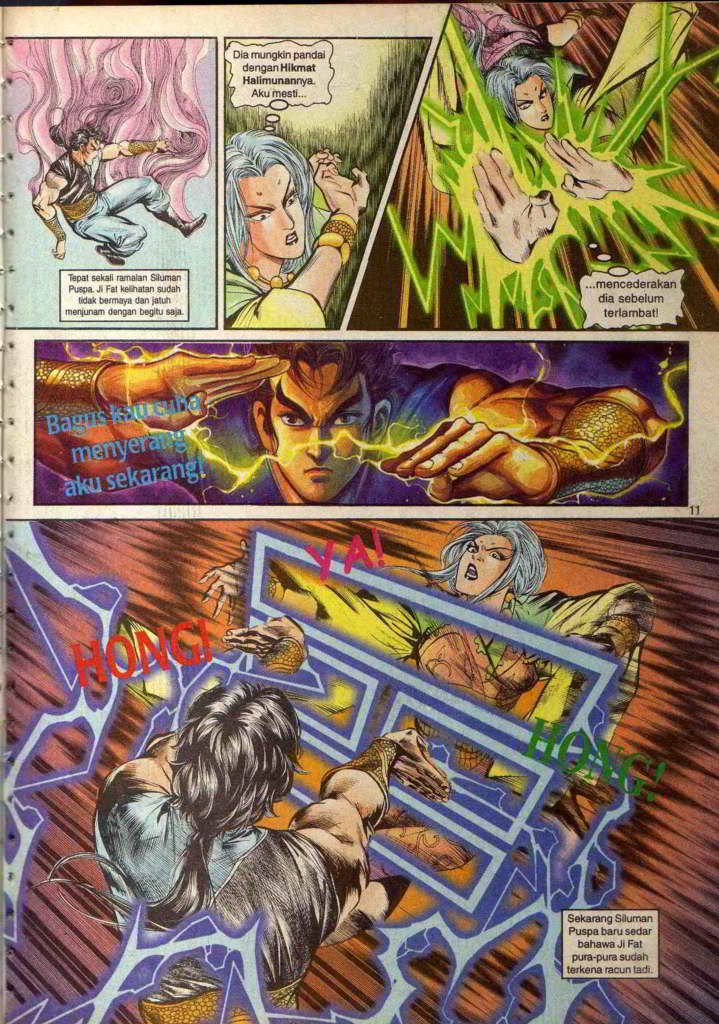 Tepat sekali ramalan Siluman
Puspa. Ji Fat kelihatan sudah
tidak bermaya dan jatuh
menjunam dengan begitu saja.
Dia mungkin pandai
dengan Hikmat
Halimunannya.
Aku mesti...
...mencederakan
dia sebelum
terlambat!
Bagus kau cuba
menyerang
aku sekarang!
11
YA!
HONG!
HONG!
Sekarang Siluman
Puspa baru sedar
bahawa Ji Fat
pura-pura sudah
terkena racun tadi.